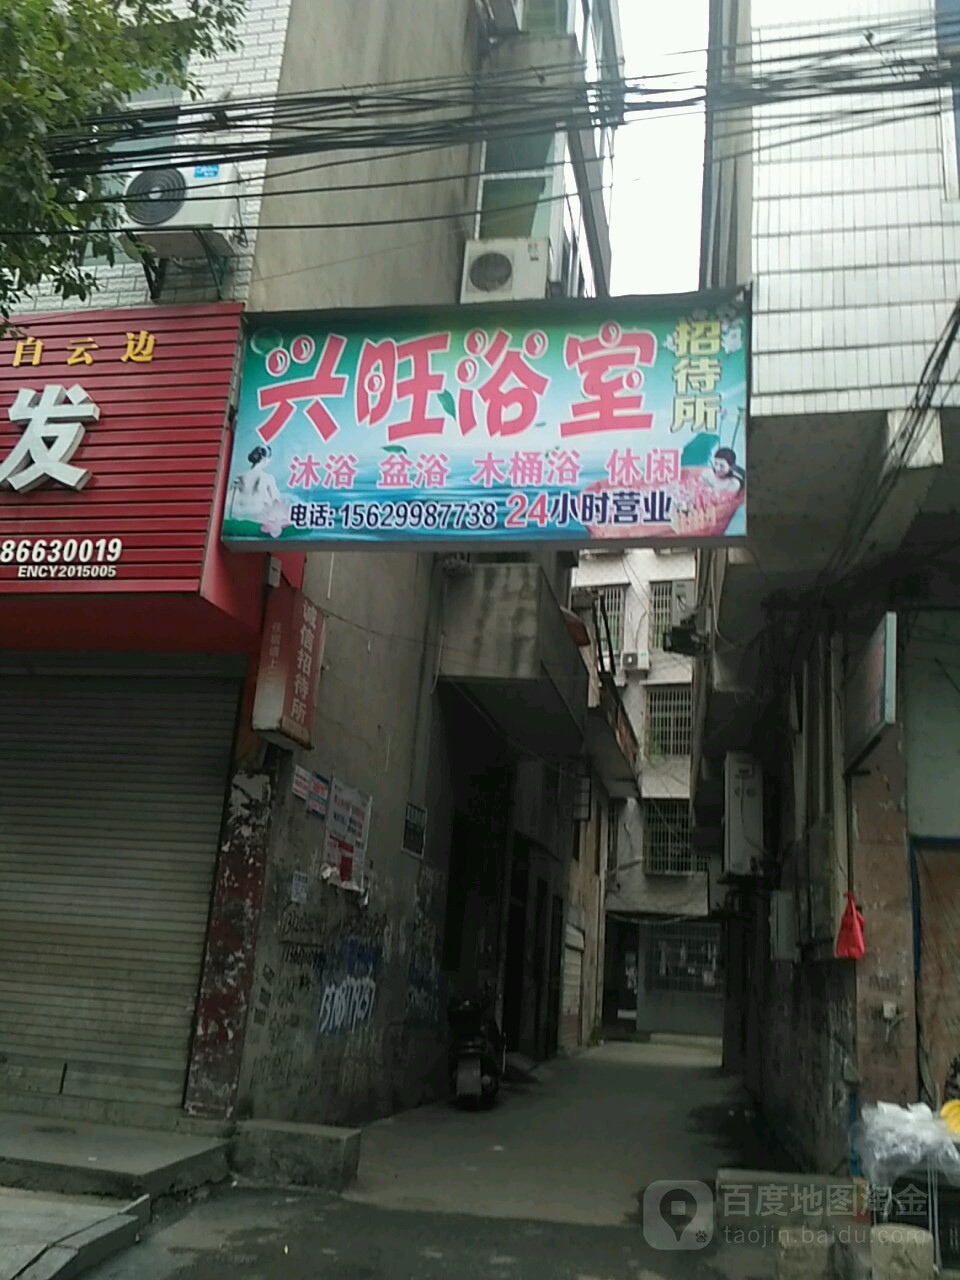 白云边
发
86630019
ENCY2015005
兴旺浴室
招待所
沐浴 盆浴 木桶浴 休闲
电话:15629987738 24小时营业
诚信招待所
百度地图淘金
taojin.baidu.com